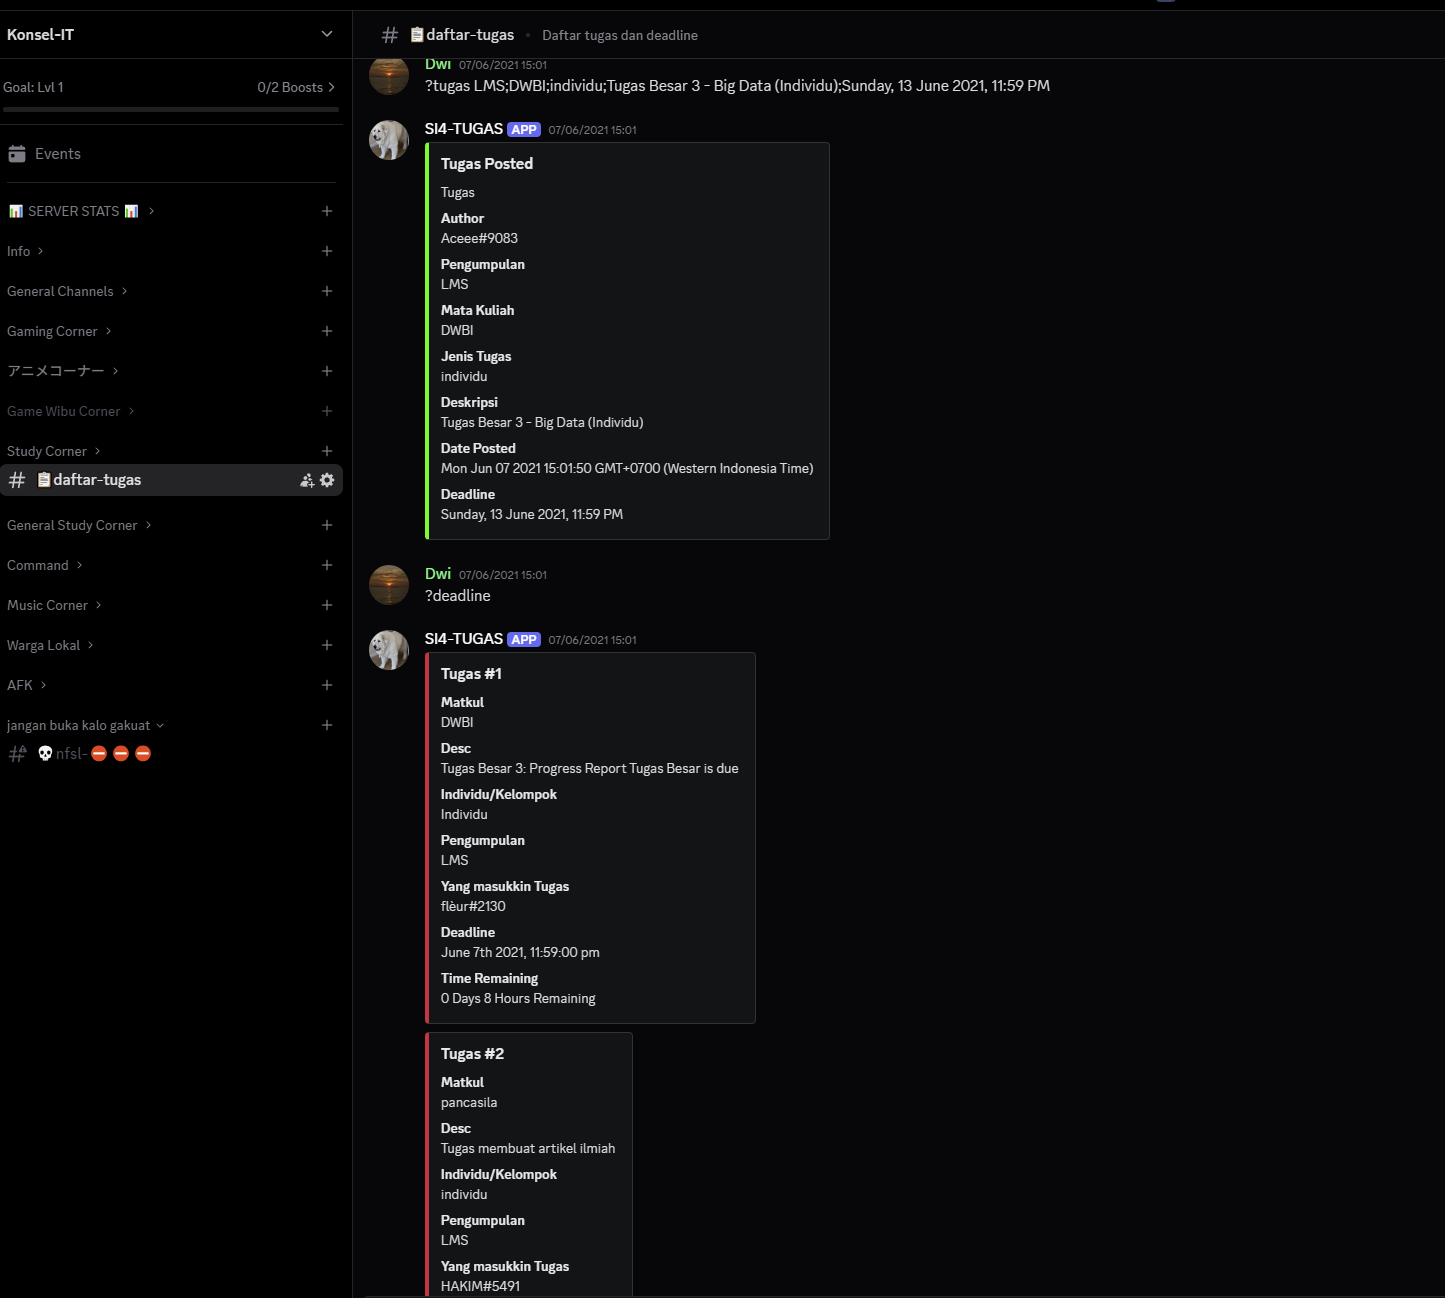 Konsel-IT
Goal: Lvl 1
0/2 Boosts
Events
📊 SERVER STATS 📊
Info
General Channels
Gaming Corner
アニメコーナー
Game Wibu Corner
Study Corner
📋daftar-tugas
General Study Corner
Command
Music Corner
Warga Lokal
AFK
jangan buka kalo gakuat
💀nfsl-⛔⛔⛔
# 📋daftar-tugas • Daftar tugas dan deadline
Dwi 07/06/2021 15:01
?tugas LMS;DWBI;individu;Tugas Besar 3 - Big Data (Individu);Sunday, 13 June 2021, 11:59 PM
SI4-TUGAS APP 07/06/2021 15:01
Tugas Posted
Tugas
Author
Aceee#9083
Pengumpulan
LMS
Mata Kuliah
DWBI
Jenis Tugas
individu
Deskripsi
Tugas Besar 3 - Big Data (Individu)
Date Posted
Mon Jun 07 2021 15:01:50 GMT+0700 (Western Indonesia Time)
Deadline
Sunday, 13 June 2021, 11:59 PM
Dwi 07/06/2021 15:01
?deadline
SI4-TUGAS APP 07/06/2021 15:01
Tugas #1
Matkul
DWBI
Desc
Tugas Besar 3: Progress Report Tugas Besar is due
Individu/Kelompok
Individu
Pengumpulan
LMS
Yang masukkin Tugas
flèur#2130
Deadline
June 7th 2021, 11:59:00 pm
Time Remaining
0 Days 8 Hours Remaining
Tugas #2
Matkul
pancasila
Desc
Tugas membuat artikel ilmiah
Individu/Kelompok
individu
Pengumpulan
LMS
Yang masukkin Tugas
HAKIM#5491